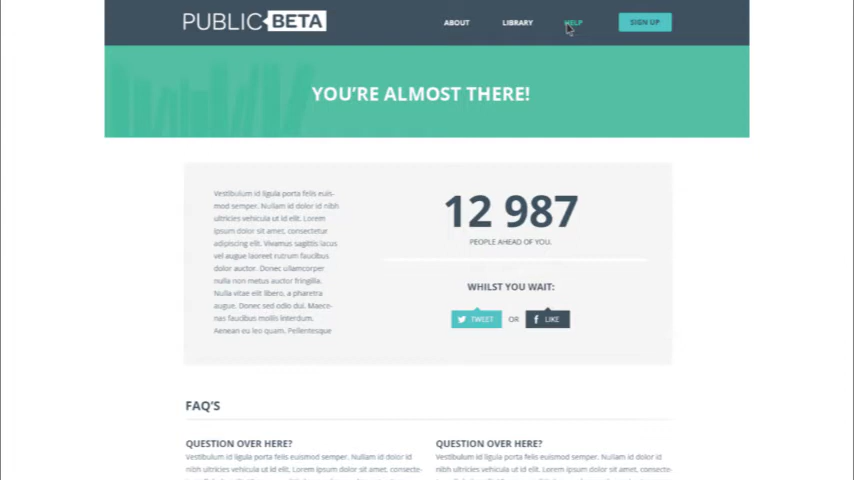 PUBLIC BETA
ABOUT LIBRARY HELP SIGN UP
YOU'RE ALMOST THERE!
Vestibulum id ligula porta felis euis-
mod semper. Nullam id dolor id nibh
ultricies vehicula ut id elit. Lorem
ipsum dolor sit amet, consectetur
adipiscing elit. Vivamus sagittis lacus
vel augue laoreet rutrum faucibus
dolor auctor. Donec ullamcorper
nulla non metus auctor fringilla.
Nulla vitae elit libero, a pharetra
augue. Donec sed odio dui. Maece-
nas faucibus mollis interdum.
Aenean eu leo quam. Pellentesque
12 987
PEOPLE AHEAD OF YOU.
WHILST YOU WAIT:
TWEET OR LIKE
FAQ'S
QUESTION OVER HERE?
Vestibulum id ligula porta felis euismod semper. Nullam id dolor id
nibh ultricies vehicula ut id elit. Lorem ipsum dolor sit amet, consecte-
QUESTION OVER HERE?
Vestibulum id ligula porta felis euismod semper. Nullam id dolor id
nibh ultricies vehicula ut id elit. Lorem ipsum dolor sit amet, consecte-